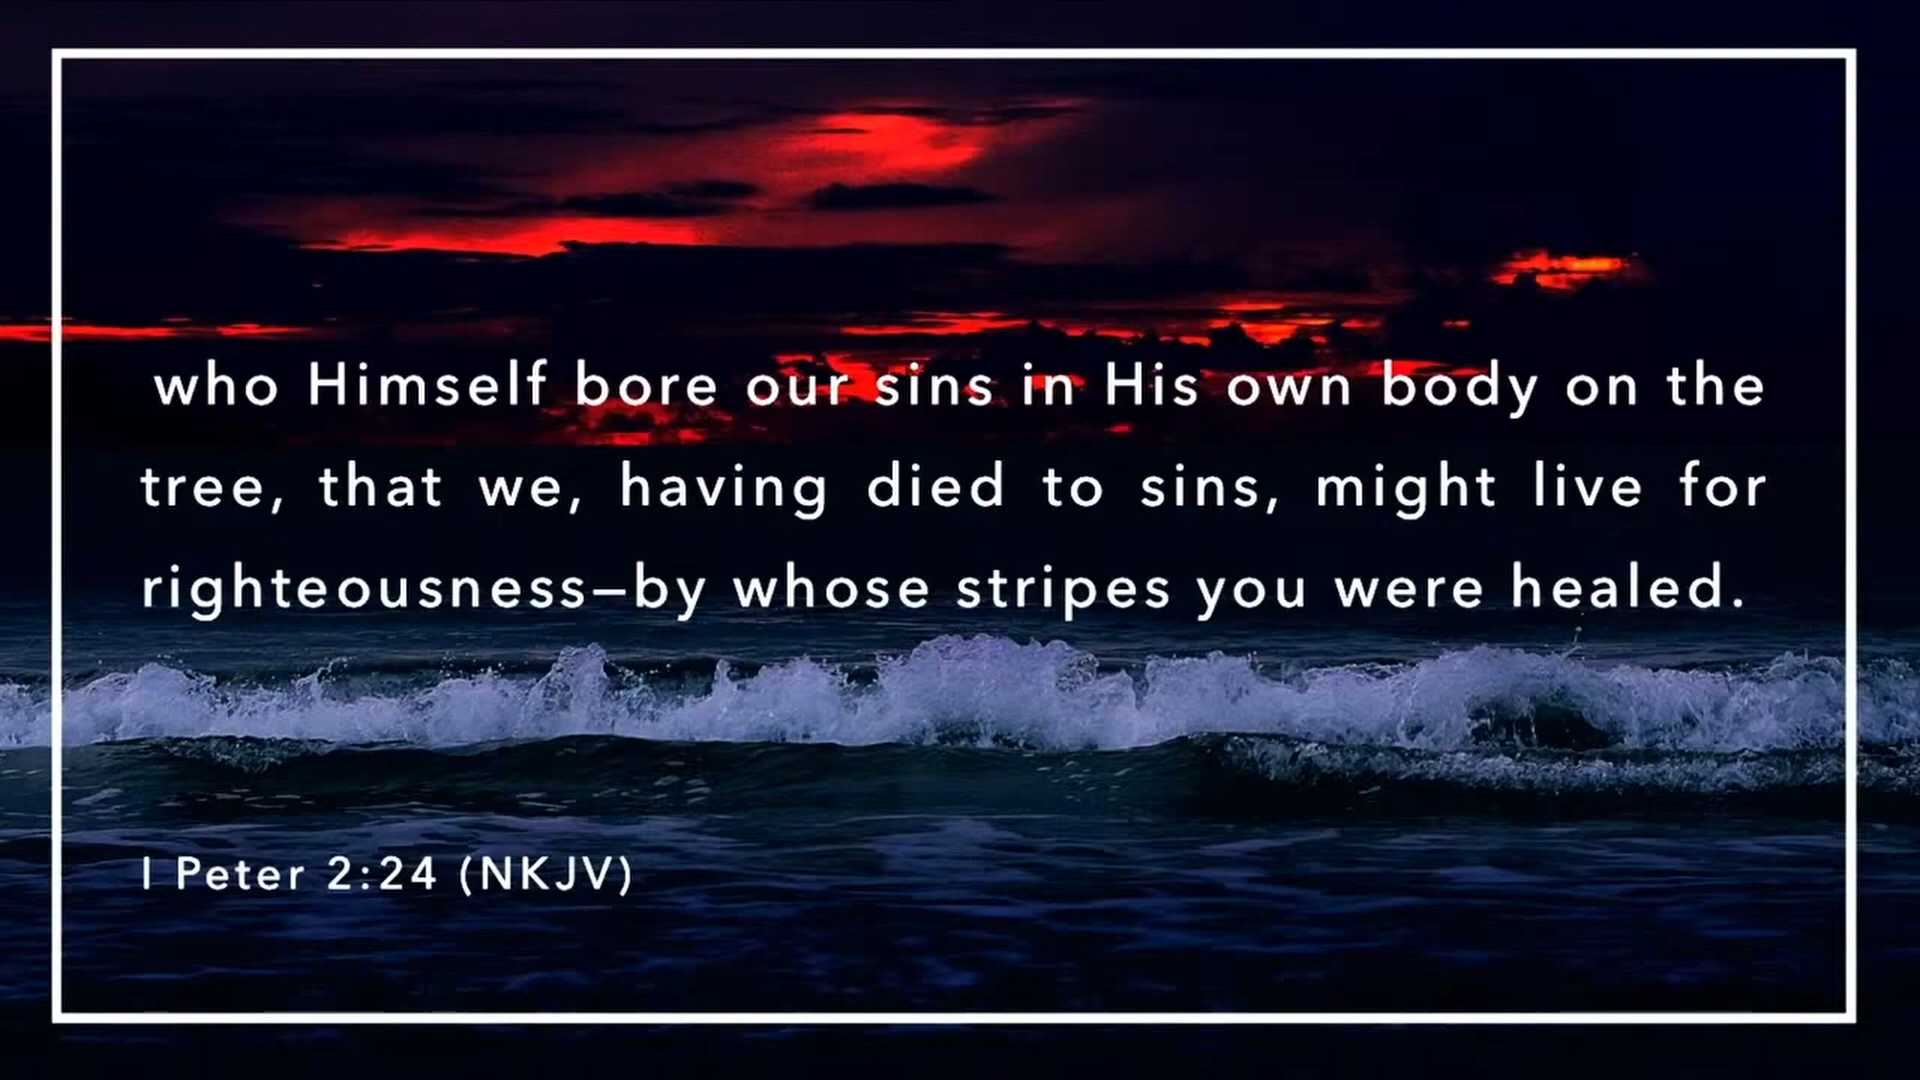 who Himself bore our sins in His own body on the
tree, that we, having died to sins, might live for
righteousness—by whose stripes you were healed.
I Peter 2:24 (NKJV)